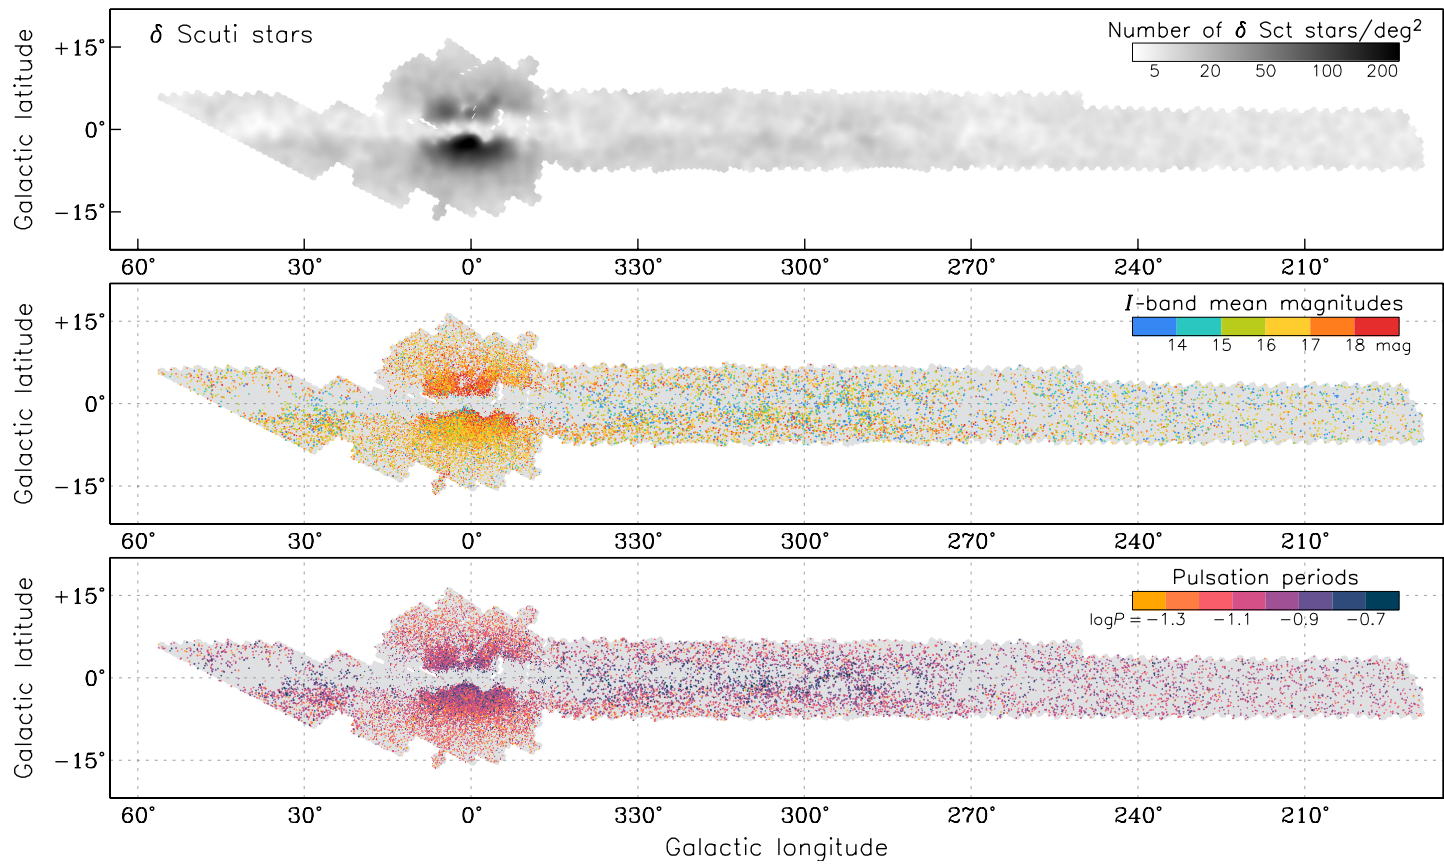 δ Scuti stars
Number of δ Sct stars/deg²
5 20 50 100 200
Galactic latitude
+15°
0°
−15°
60° 30° 0° 330° 300° 270° 240° 210°
I-band mean magnitudes
14 15 16 17 18 mag
Galactic latitude
+15°
0°
−15°
60° 30° 0° 330° 300° 270° 240° 210°
Pulsation periods
logP = −1.3 −1.1 −0.9 −0.7
Galactic latitude
+15°
0°
−15°
60° 30° 0° 330° 300° 270° 240° 210°
Galactic longitude